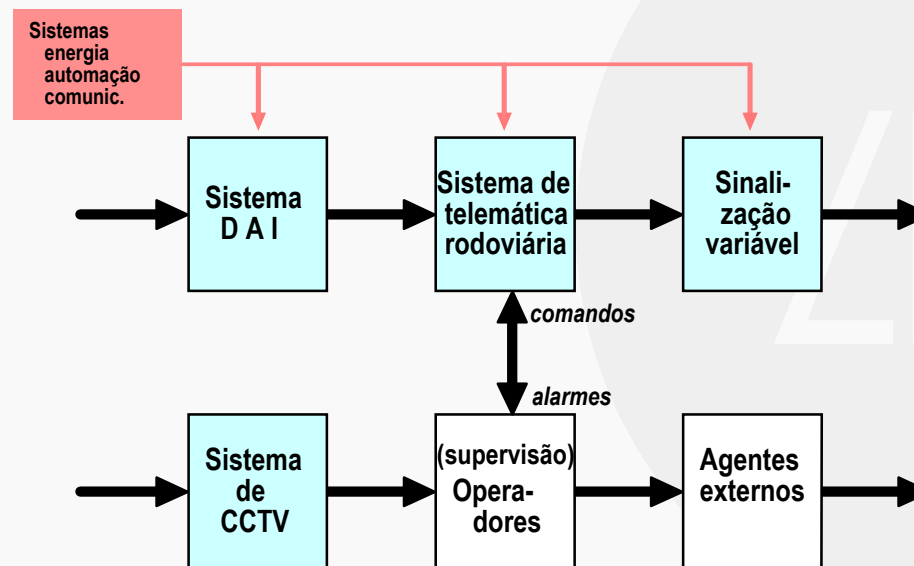 Sistemas
energia
automação
comunic.
Sistema
D A I
Sistema de
telemática
rodoviária
Sinali-
zação
variável
comandos
alarmes
Sistema
de
CCTV
(supervisão)
Opera-
dores
Agentes
externos